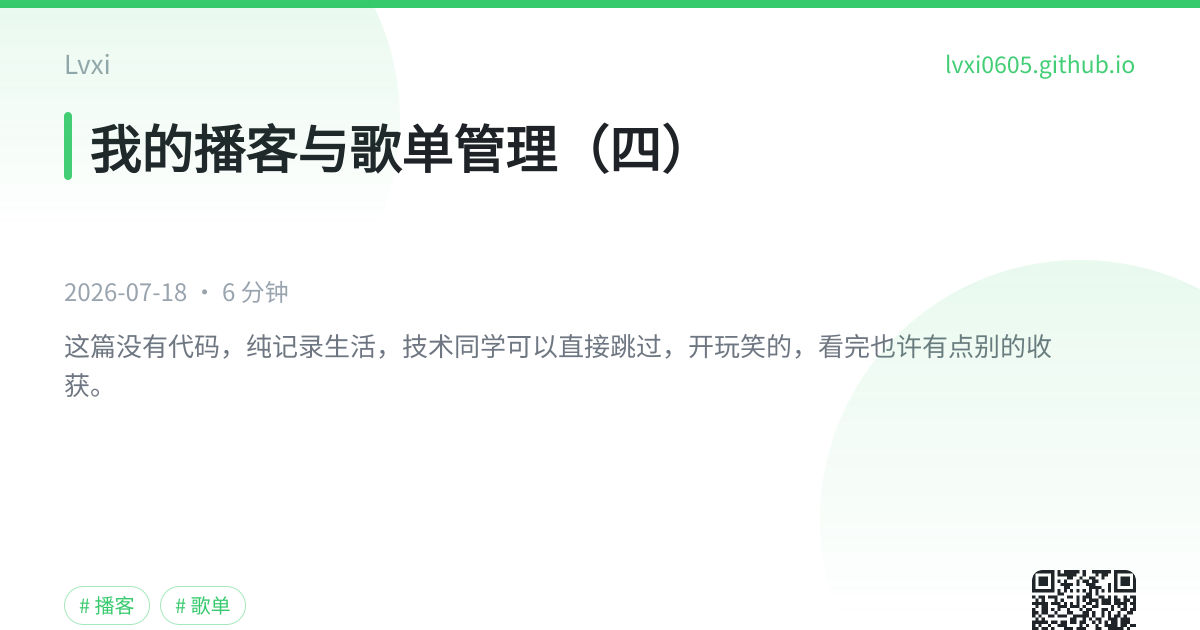 Lvxi
lvxi0605.github.io
我的播客与歌单管理（四）
2026-07-18 · 6 分钟
这篇没有代码，纯记录生活，技术同学可以直接跳过，开玩笑的，看完也许有点别的收
获。
# 播客
# 歌单